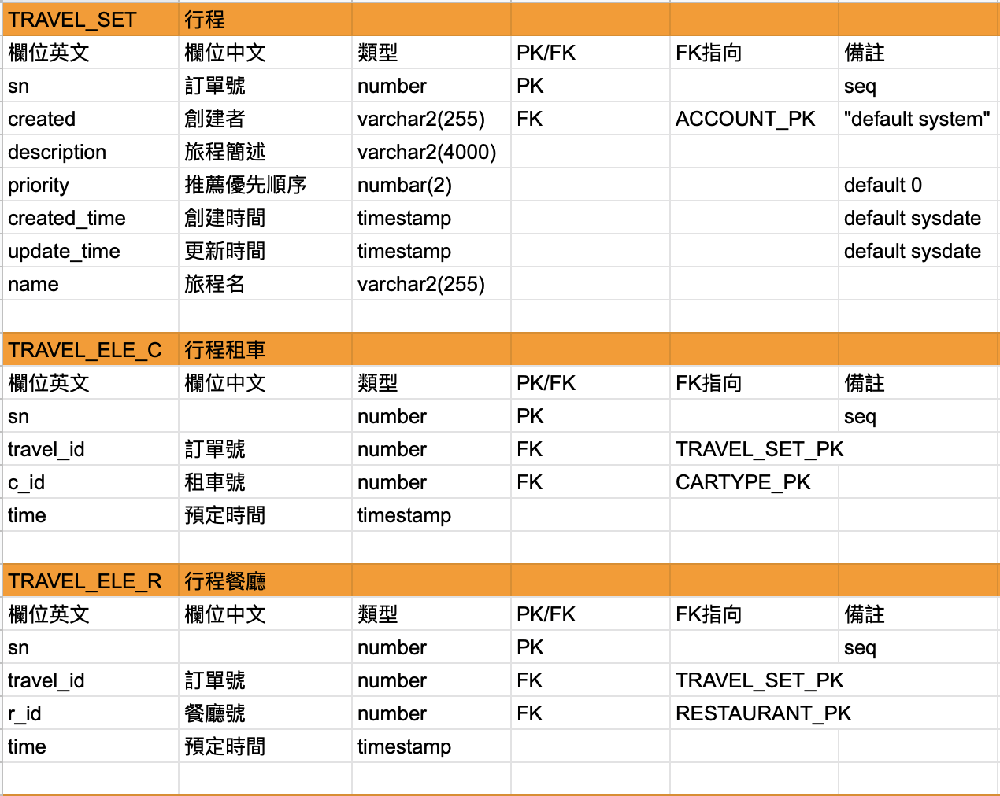 TRAVEL_SET 行程
欄位英文 欄位中文 類型 PK/FK FK指向 備註
sn 訂單號 number PK seq
created 創建者 varchar2(255) FK ACCOUNT_PK "default system"
description 旅程簡述 varchar2(4000)
priority 推薦優先順序 numbar(2) default 0
created_time 創建時間 timestamp default sysdate
update_time 更新時間 timestamp default sysdate
name 旅程名 varchar2(255)
TRAVEL_ELE_C 行程租車
欄位英文 欄位中文 類型 PK/FK FK指向 備註
sn number PK seq
travel_id 訂單號 number FK TRAVEL_SET_PK
c_id 租車號 number FK CARTYPE_PK
time 預定時間 timestamp
TRAVEL_ELE_R 行程餐廳
欄位英文 欄位中文 類型 PK/FK FK指向 備註
sn number PK seq
travel_id 訂單號 number FK TRAVEL_SET_PK
r_id 餐廳號 number FK RESTAURANT_PK
time 預定時間 timestamp